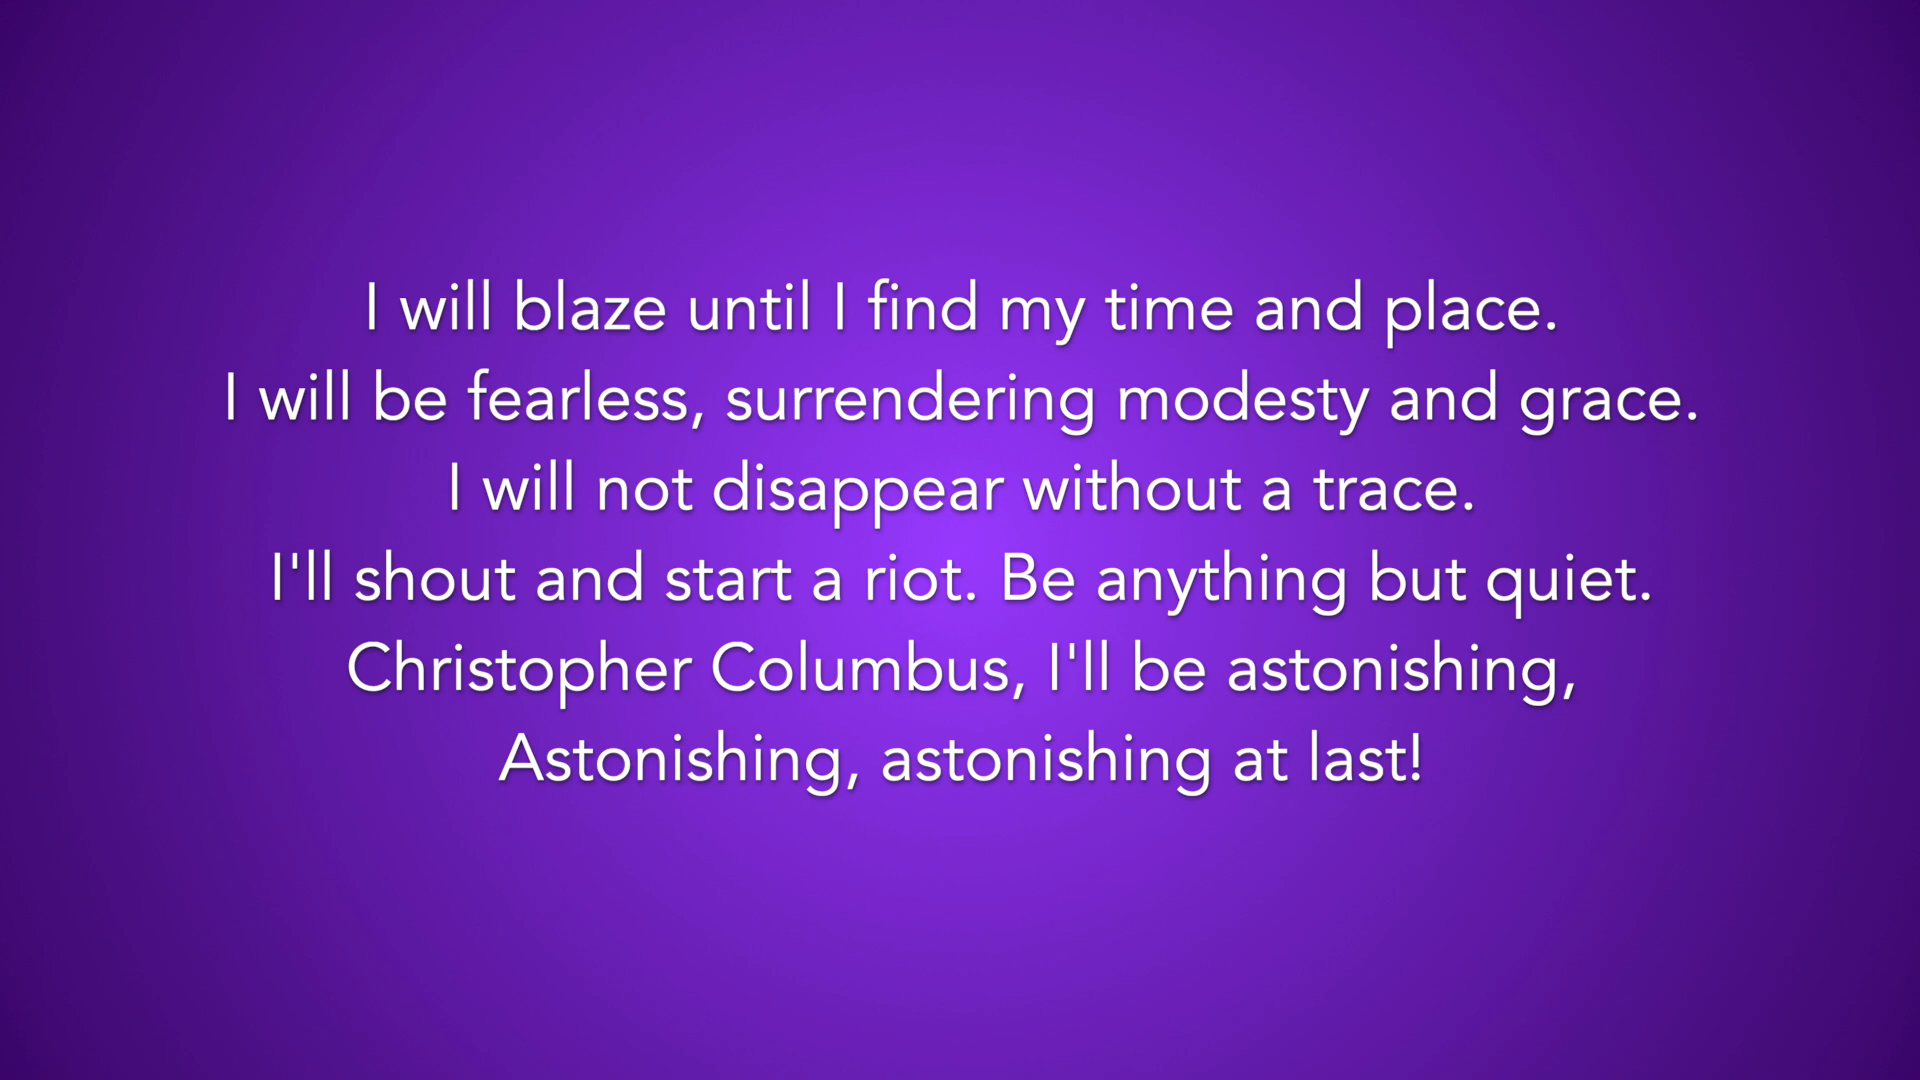 I will blaze until I find my time and place.
I will be fearless, surrendering modesty and grace.
I will not disappear without a trace.
I'll shout and start a riot. Be anything but quiet.
Christopher Columbus, I'll be astonishing,
Astonishing, astonishing at last!